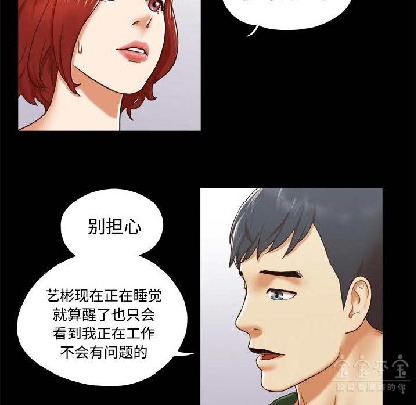 别担心
艺彬现在正在睡觉
就算醒了也只会
看到我正在工作
不会有问题的